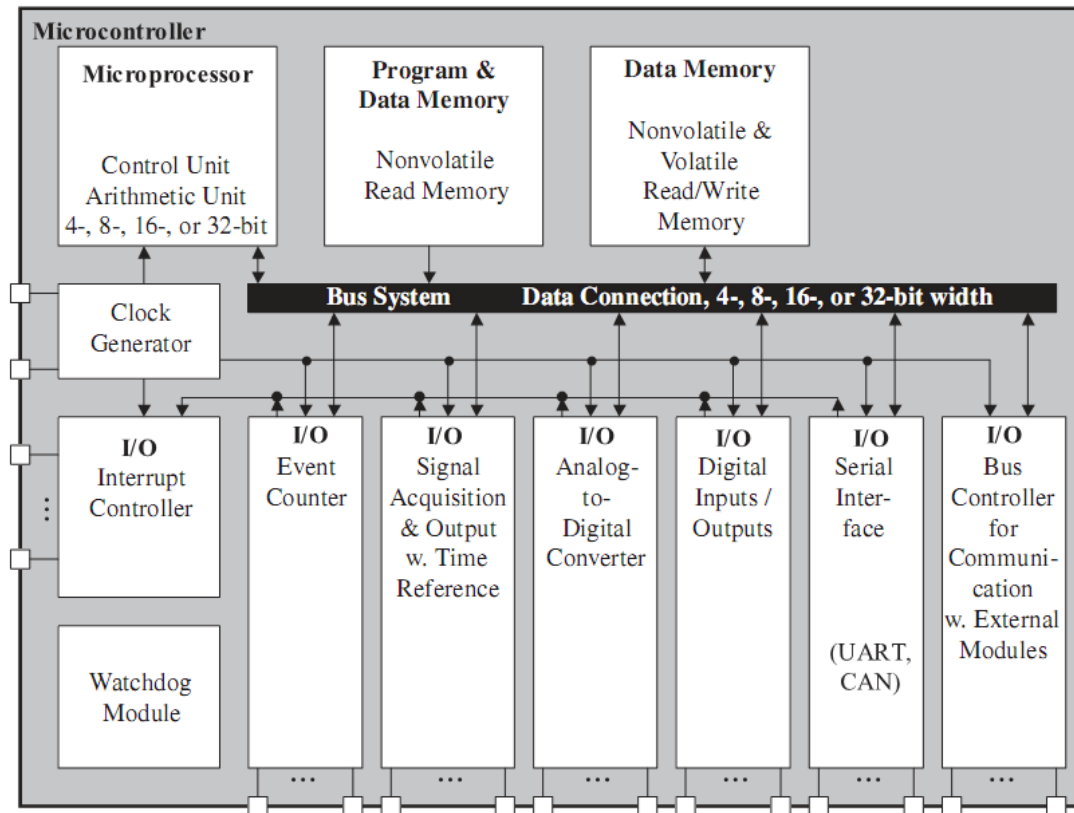 Microcontroller
Microprocessor
Control Unit
Arithmetic Unit
4-, 8-, 16-, or 32-bit
Program &
Data Memory
Nonvolatile
Read Memory
Data Memory
Nonvolatile &
Volatile
Read/Write
Memory
Bus System Data Connection, 4-, 8-, 16-, or 32-bit width
Clock
Generator
I/O
Interrupt
Controller
...
Watchdog
Module
I/O
Event
Counter
...
I/O
Signal
Acquisition
& Output
w. Time
Reference
...
I/O
Analog-
to-
Digital
Converter
...
I/O
Digital
Inputs /
Outputs
...
I/O
Serial
Inter-
face
(UART,
CAN)
...
I/O
Bus
Controller
for
Communi-
cation
w. External
Modules
...